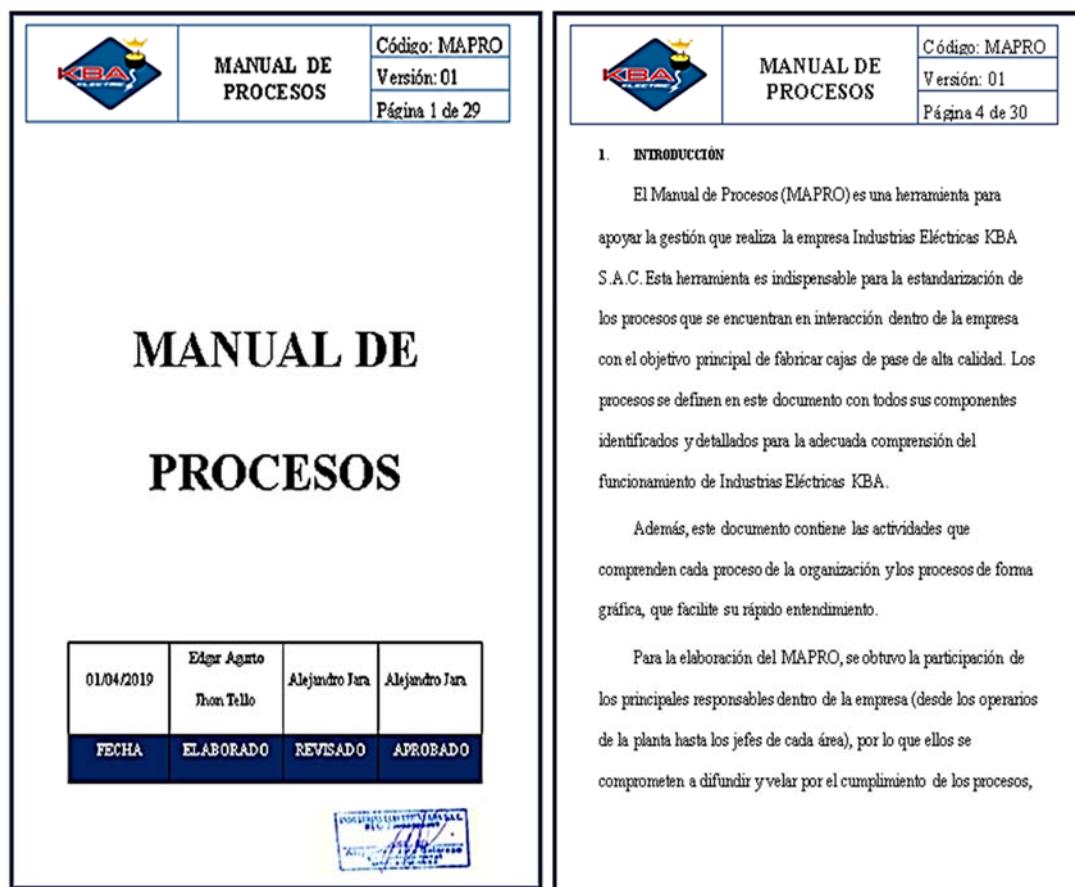 KBA
ELECTRIC
MANUAL DE
PROCESOS
Código: MAPRO
Versión: 01
Página 1 de 29
MANUAL DE
PROCESOS
01/04/2019
Edgar Agurto
Jhon Tello
Alejandro Jara
Alejandro Jara
FECHA
ELABORADO
REVISADO
APROBADO
KBA
ELECTRIC
MANUAL DE
PROCESOS
Código: MAPRO
Versión: 01
Página 4 de 30
1. INTRODUCCIÓN
El Manual de Procesos (MAPRO) es una herramienta para
apoyar la gestión que realiza la empresa Industrias Eléctricas KBA
S.A.C. Esta herramienta es indispensable para la estandarización de
los procesos que se encuentran en interacción dentro de la empresa
con el objetivo principal de fabricar cajas de pase de alta calidad. Los
procesos se definen en este documento con todos sus componentes
identificados y detallados para la adecuada comprensión del
funcionamiento de Industrias Eléctricas KBA.
Además, este documento contiene las actividades que
comprenden cada proceso de la organización y los procesos de forma
gráfica, que facilite su rápido entendimiento.
Para la elaboración del MAPRO, se obtuvo la participación de
los principales responsables dentro de la empresa (desde los operarios
de la planta hasta los jefes de cada área), por lo que ellos se
comprometen a difundir y velar por el cumplimiento de los procesos,